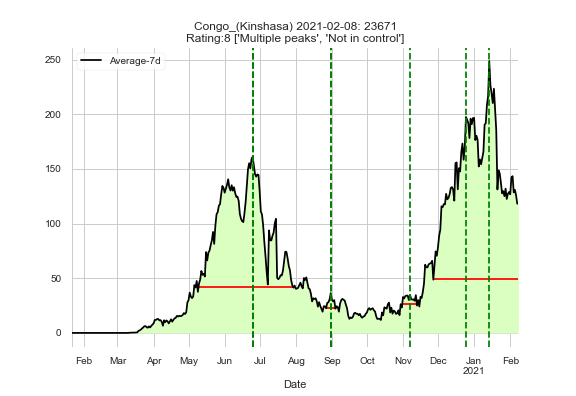 Congo_(Kinshasa) 2021-02-08: 23671
Rating:8 ['Multiple peaks', 'Not in control']
Average-7d
250
200
150
100
50
0
Feb Mar Apr May Jun Jul Aug Sep Oct Nov Dec Jan Feb
2021
Date